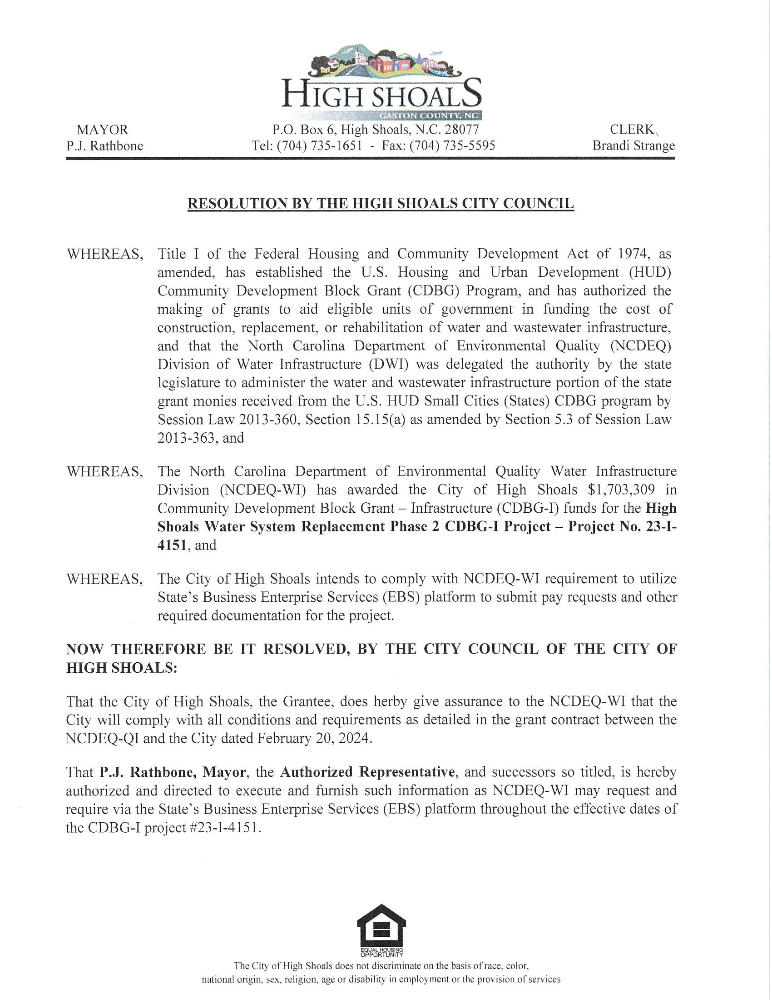 HIGH SHOALS
GASTON COUNTY, NC
MAYOR
P.J. Rathbone
P.O. Box 6, High Shoals, N.C. 28077
Tel: (704) 735-1651 - Fax: (704) 735-5595
CLERK
Brandi Strange
RESOLUTION BY THE HIGH SHOALS CITY COUNCIL
WHEREAS, Title I of the Federal Housing and Community Development Act of 1974, as
amended, has established the U.S. Housing and Urban Development (HUD)
Community Development Block Grant (CDBG) Program, and has authorized the
making of grants to aid eligible units of government in funding the cost of
construction, replacement, or rehabilitation of water and wastewater infrastructure,
and that the North Carolina Department of Environmental Quality (NCDEQ)
Division of Water Infrastructure (DWI) was delegated the authority by the state
legislature to administer the water and wastewater infrastructure portion of the state
grant monies received from the U.S. HUD Small Cities (States) CDBG program by
Session Law 2013-360, Section 15.15(a) as amended by Section 5.3 of Session Law
2013-363, and
WHEREAS, The North Carolina Department of Environmental Quality Water Infrastructure
Division (NCDEQ-WI) has awarded the City of High Shoals $1,703,309 in
Community Development Block Grant – Infrastructure (CDBG-I) funds for the High
Shoals Water System Replacement Phase 2 CDBG-I Project – Project No. 23-I-
4151, and
WHEREAS, The City of High Shoals intends to comply with NCDEQ-WI requirement to utilize
State's Business Enterprise Services (EBS) platform to submit pay requests and other
required documentation for the project.
NOW THEREFORE BE IT RESOLVED, BY THE CITY COUNCIL OF THE CITY OF
HIGH SHOALS:
That the City of High Shoals, the Grantee, does herby give assurance to the NCDEQ-WI that the
City will comply with all conditions and requirements as detailed in the grant contract between the
NCDEQ-QI and the City dated February 20, 2024.
That P.J. Rathbone, Mayor, the Authorized Representative, and successors so titled, is hereby
authorized and directed to execute and furnish such information as NCDEQ-WI may request and
require via the State's Business Enterprise Services (EBS) platform throughout the effective dates of
the CDBG-I project #23-I-4151.
EQUAL HOUSING
OPPORTUNITY
The City of High Shoals does not discriminate on the basis of race, color,
national origin, sex, religion, age or disability in employment or the provision of services